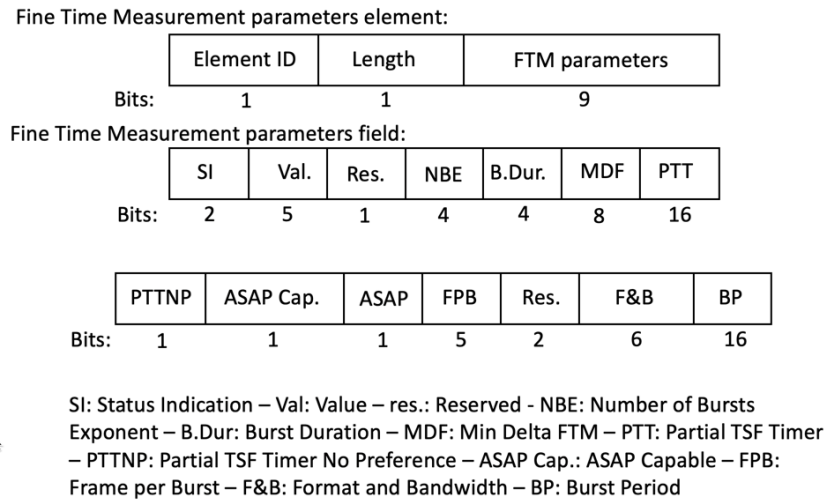 Fine Time Measurement parameters element:
Element ID Length FTM parameters
Bits: 1 1 9
Fine Time Measurement parameters field:
SI Val. Res. NBE B.Dur. MDF PTT
Bits: 2 5 1 4 4 8 16
PTTNP ASAP Cap. ASAP FPB Res. F&B BP
Bits: 1 1 1 5 2 6 16
SI: Status Indication – Val: Value – res.: Reserved - NBE: Number of Bursts
Exponent – B.Dur: Burst Duration – MDF: Min Delta FTM – PTT: Partial TSF Timer
– PTTNP: Partial TSF Timer No Preference – ASAP Cap.: ASAP Capable – FPB:
Frame per Burst – F&B: Format and Bandwidth – BP: Burst Period